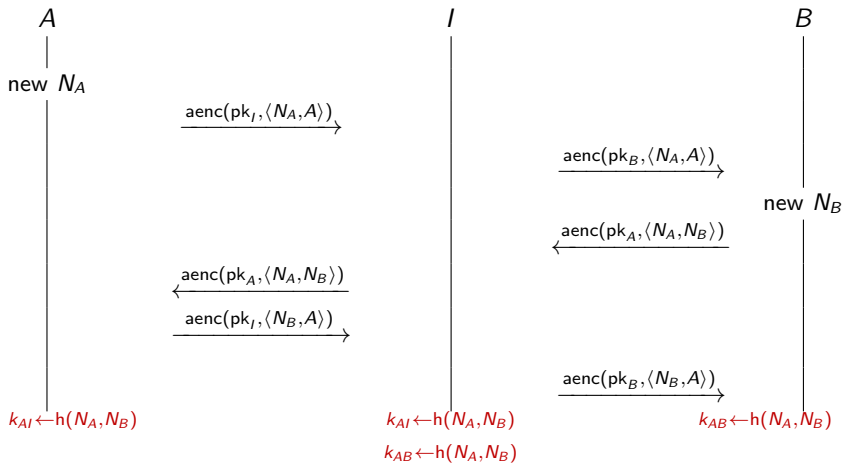 A I B
new N_A
aenc(pk_I,⟨N_A,A⟩)
aenc(pk_B,⟨N_A,A⟩)
new N_B
aenc(pk_A,⟨N_A,N_B⟩)
aenc(pk_A,⟨N_A,N_B⟩)
aenc(pk_I,⟨N_B,A⟩)
aenc(pk_B,⟨N_B,A⟩)
k_AI←h(N_A,N_B) k_AI←h(N_A,N_B) k_AB←h(N_A,N_B)
k_AB←h(N_A,N_B)